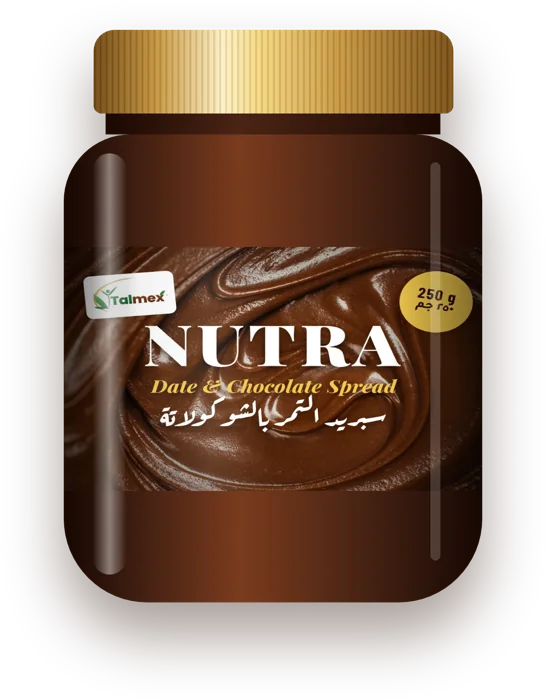 Talmex
250 g
٢٥٠ جم
NUTRA
Date & Chocolate Spread
سبريد التمر بالشوكولاتة